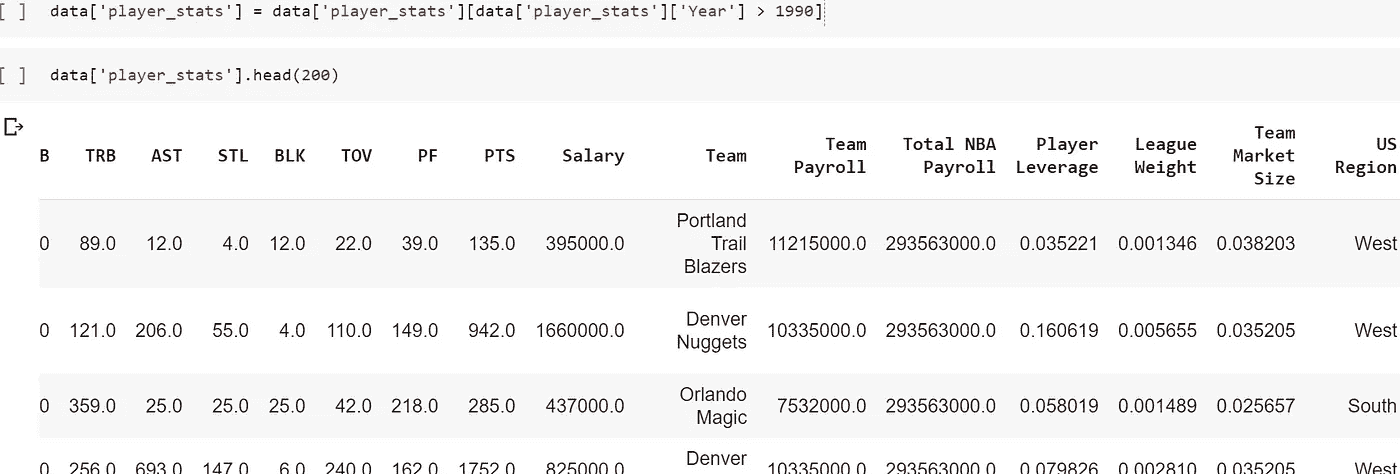 [ ] data['player_stats'] = data['player_stats'][data['player_stats']['Year'] > 1990]
[ ] data['player_stats'].head(200)
B TRB AST STL BLK TOV PF PTS Salary Team Team Payroll Total NBA Payroll Player Leverage League Weight Team Market Size US Region
0 89.0 12.0 4.0 12.0 22.0 39.0 135.0 395000.0 Portland Trail Blazers 11215000.0 293563000.0 0.035221 0.001346 0.038203 West
0 121.0 206.0 55.0 4.0 110.0 149.0 942.0 1660000.0 Denver Nuggets 10335000.0 293563000.0 0.160619 0.005655 0.035205 West
0 359.0 25.0 25.0 25.0 42.0 218.0 285.0 437000.0 Orlando Magic 7532000.0 293563000.0 0.058019 0.001489 0.025657 South
0 256.0 693.0 147.0 6.0 240.0 162.0 1752.0 825000.0 Denver 10335000.0 293563000.0 0.079826 0.002810 0.035205 West